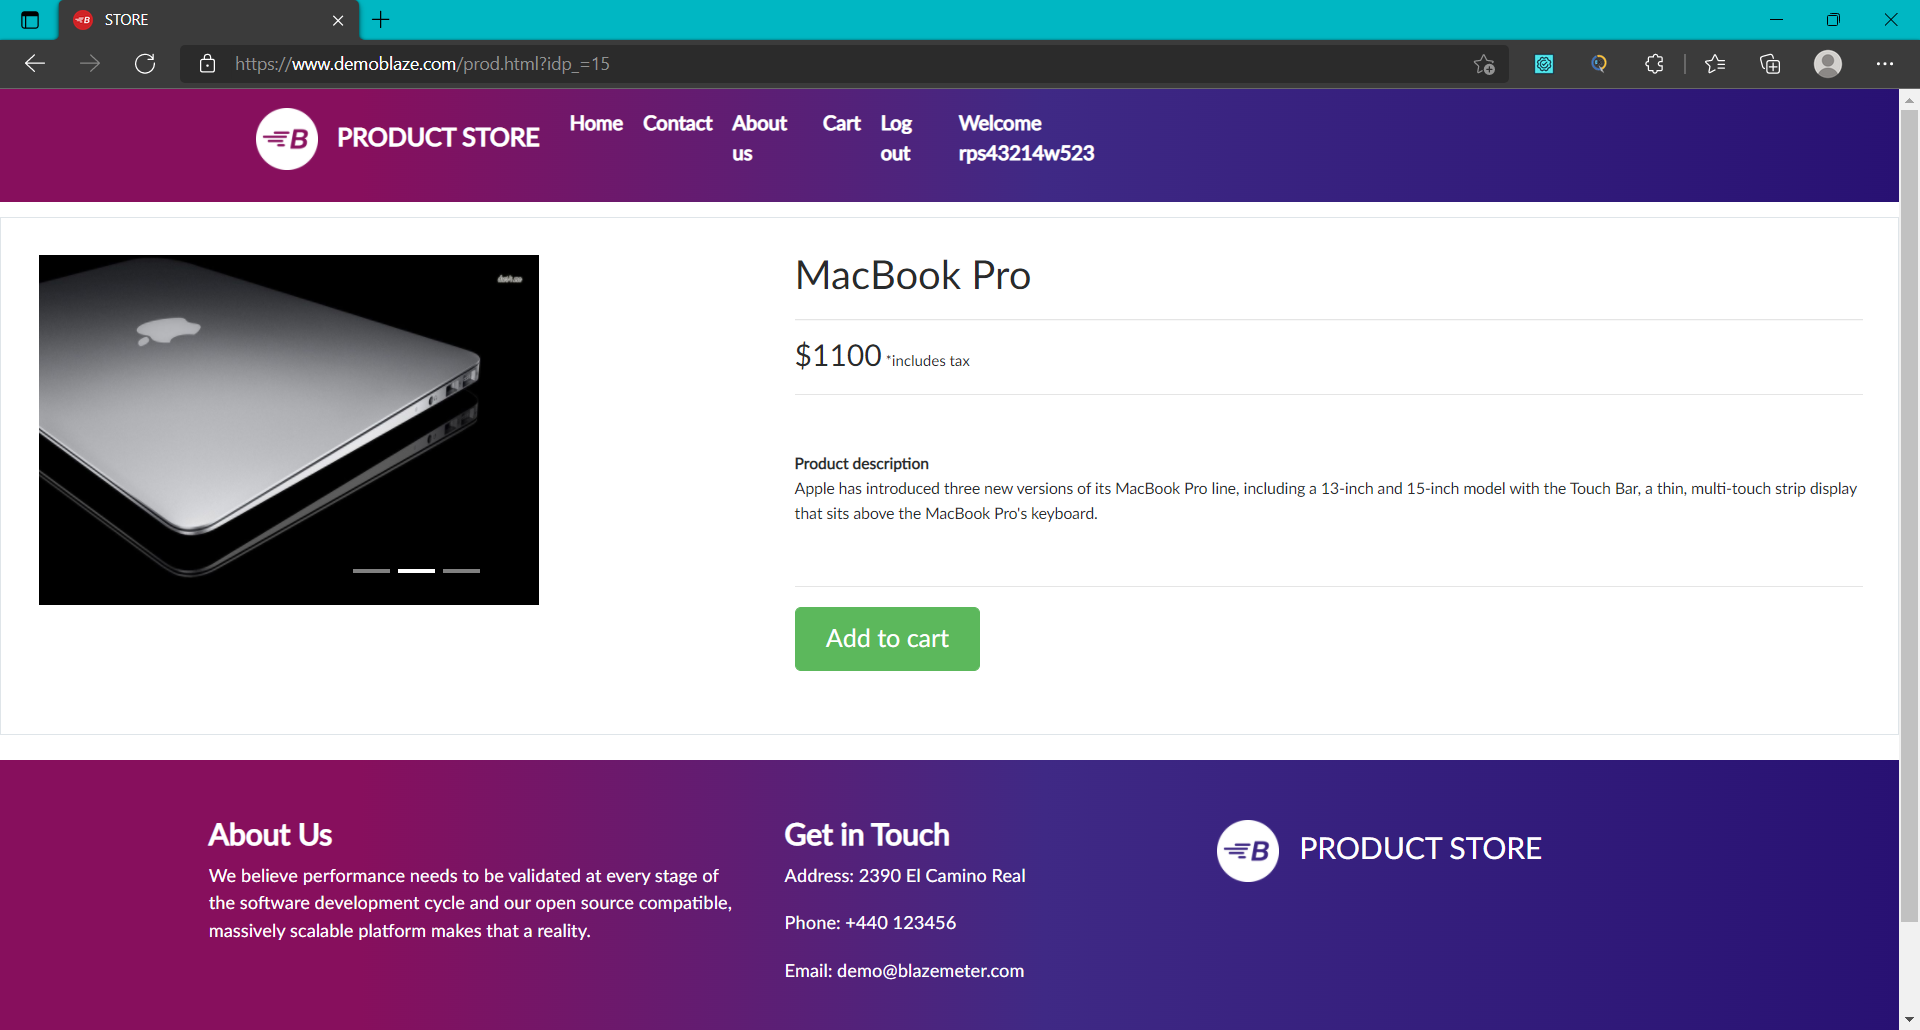 STORE
https://www.demoblaze.com/prod.html?idp_=15
B PRODUCT STORE Home Contact About us Cart Log out Welcome rps43214w523
MacBook Pro
$1100 *includes tax
Product description
Apple has introduced three new versions of its MacBook Pro line, including a 13-inch and 15-inch model with the Touch Bar, a thin, multi-touch strip display
that sits above the MacBook Pro's keyboard.
Add to cart
About Us
We believe performance needs to be validated at every stage of
the software development cycle and our open source compatible,
massively scalable platform makes that a reality.
Get in Touch
Address: 2390 El Camino Real
Phone: +440 123456
Email: demo@blazemeter.com
B PRODUCT STORE